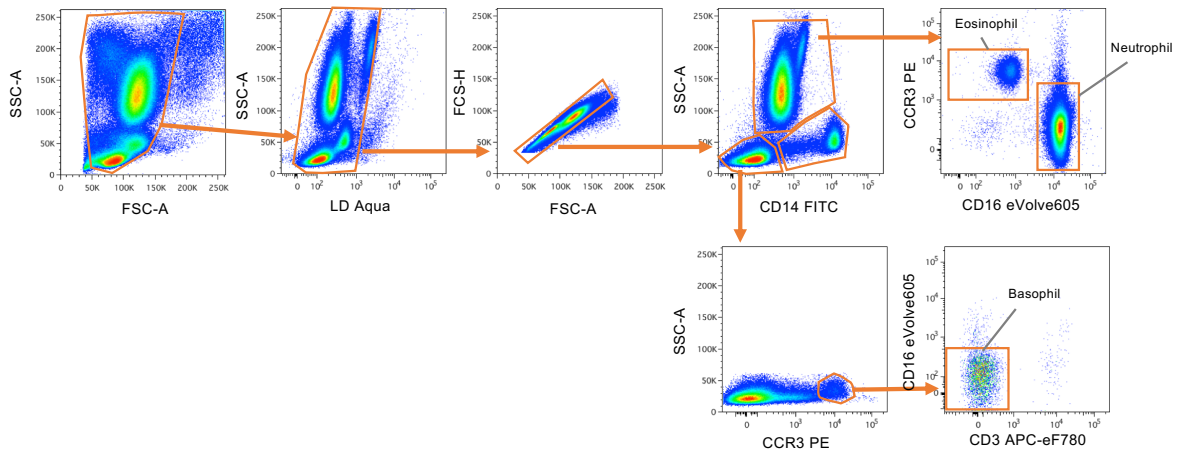 SSC-A
250K
200K
150K
100K
50K
0
0
50K
100K
150K
200K
250K
FSC-A
SSC-A
250K
200K
150K
100K
50K
0
10²
10³
10⁴
10⁵
LD Aqua
FCS-H
250K
200K
150K
100K
50K
0
0
50K
100K
150K
200K
250K
FSC-A
SSC-A
250K
200K
150K
100K
50K
0
10²
10³
10⁴
10⁵
CD14 FITC
CCR3 PE
10⁵
10⁴
10³
0
0
10³
10⁴
10⁵
CD16 eVolve605
Eosinophil
Neutrophil
SSC-A
250K
200K
150K
100K
50K
0
0
10³
10⁴
10⁵
CCR3 PE
CD16 eVolve605
10⁵
10⁴
10³
10²
0
0
10³
10⁴
10⁵
CD3 APC-eF780
Basophil